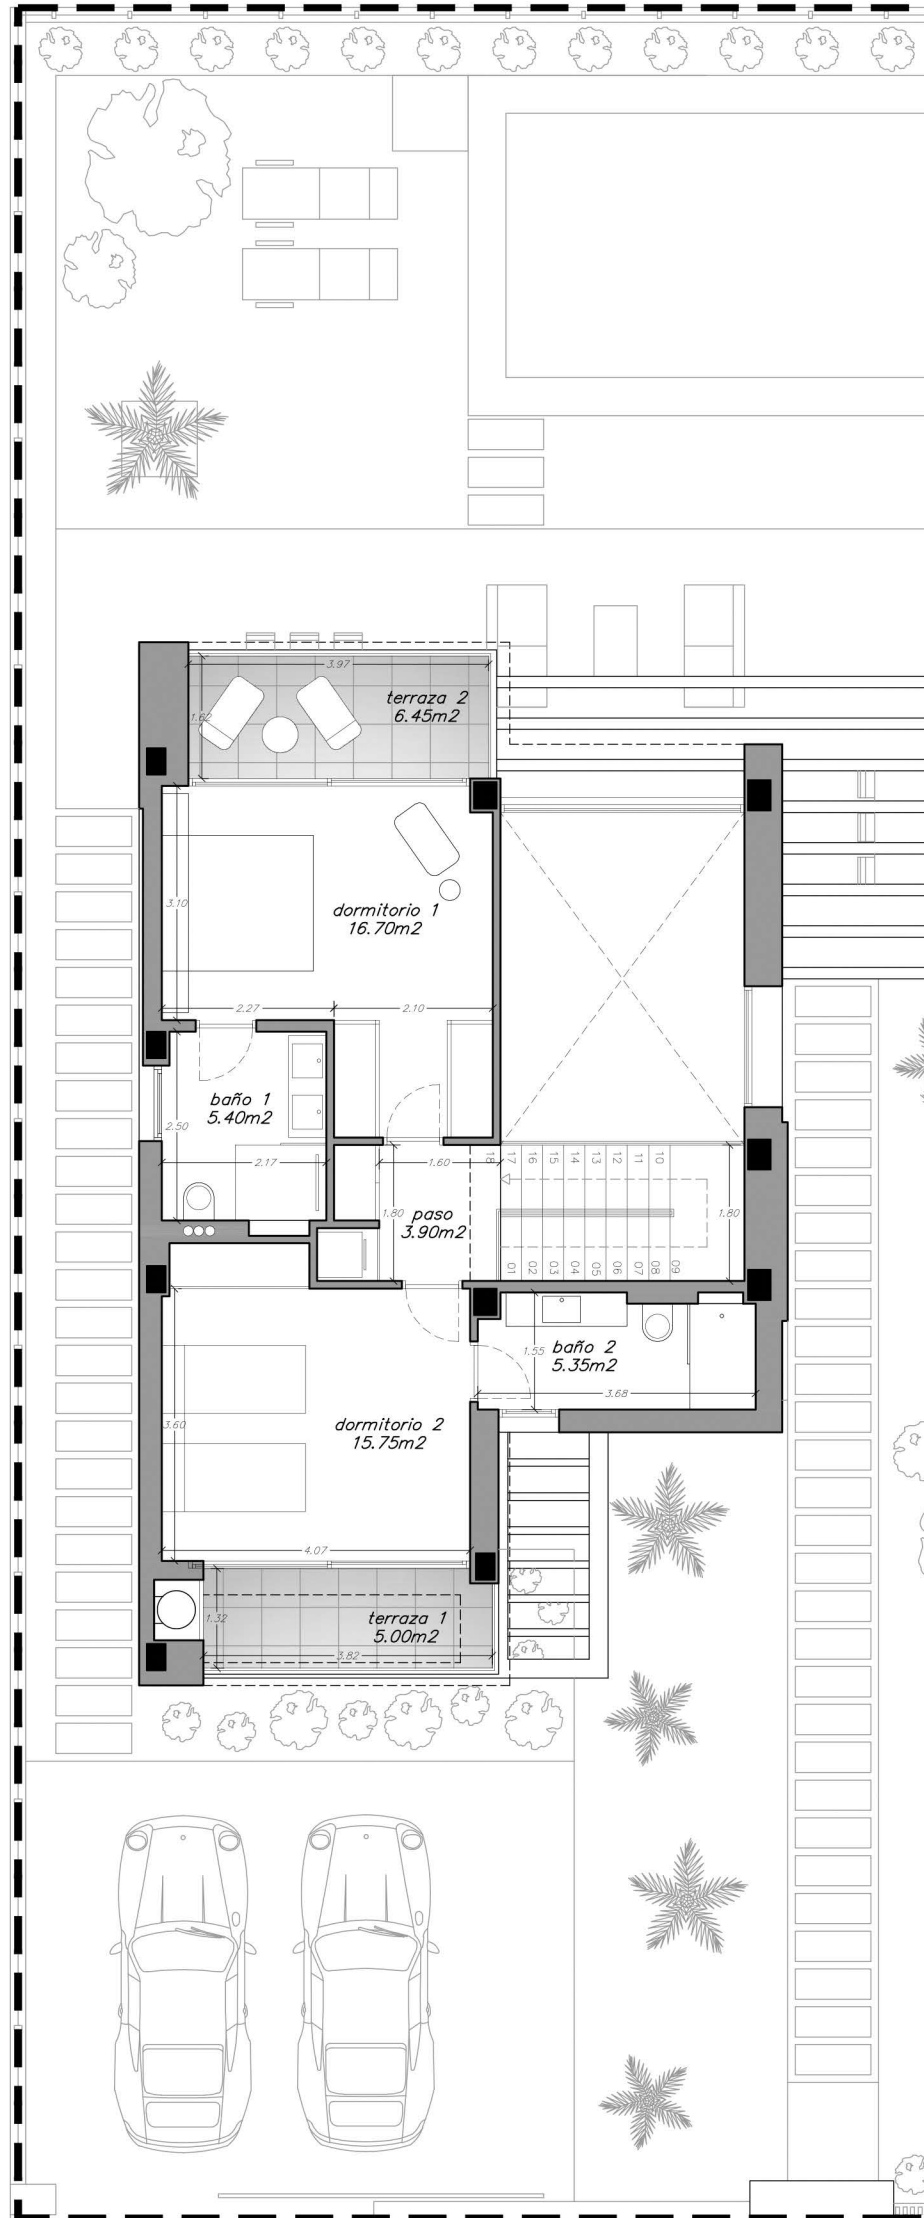 3.97
terraza 2
6.45m2
1.62
3.10
dormitorio 1
16.70m2
2.27
2.10
baño 1
5.40m2
2.50
2.17
1.60
18
17
16
15
14
13
12
11
10
1.80
paso
3.90m2
1.80
01
02
03
04
05
06
07
08
09
1.55
baño 2
5.35m2
3.68
3.60
dormitorio 2
15.75m2
4.07
1.32
terraza 1
5.00m2
3.82